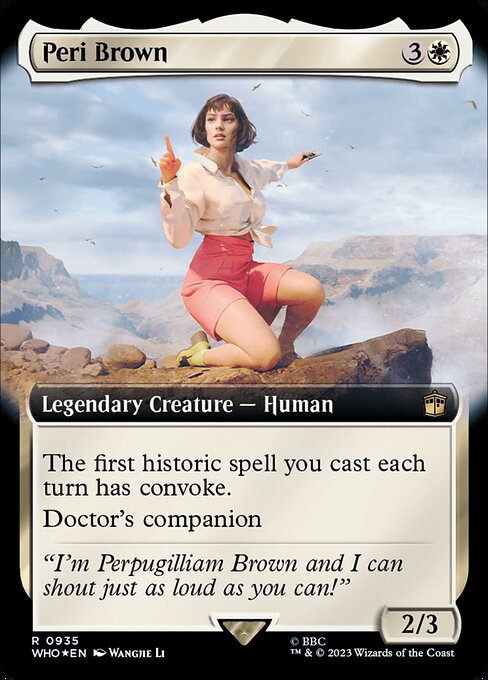 Peri Brown 3
Legendary Creature — Human
The first historic spell you cast each
turn has convoke.
Doctor's companion
"I'm Perpugilliam Brown and I can
shout just as loud as you can!"
2/3
R 0935
WHO★EN Wangjie Li
© BBC
™ & © 2023 Wizards of the Coast